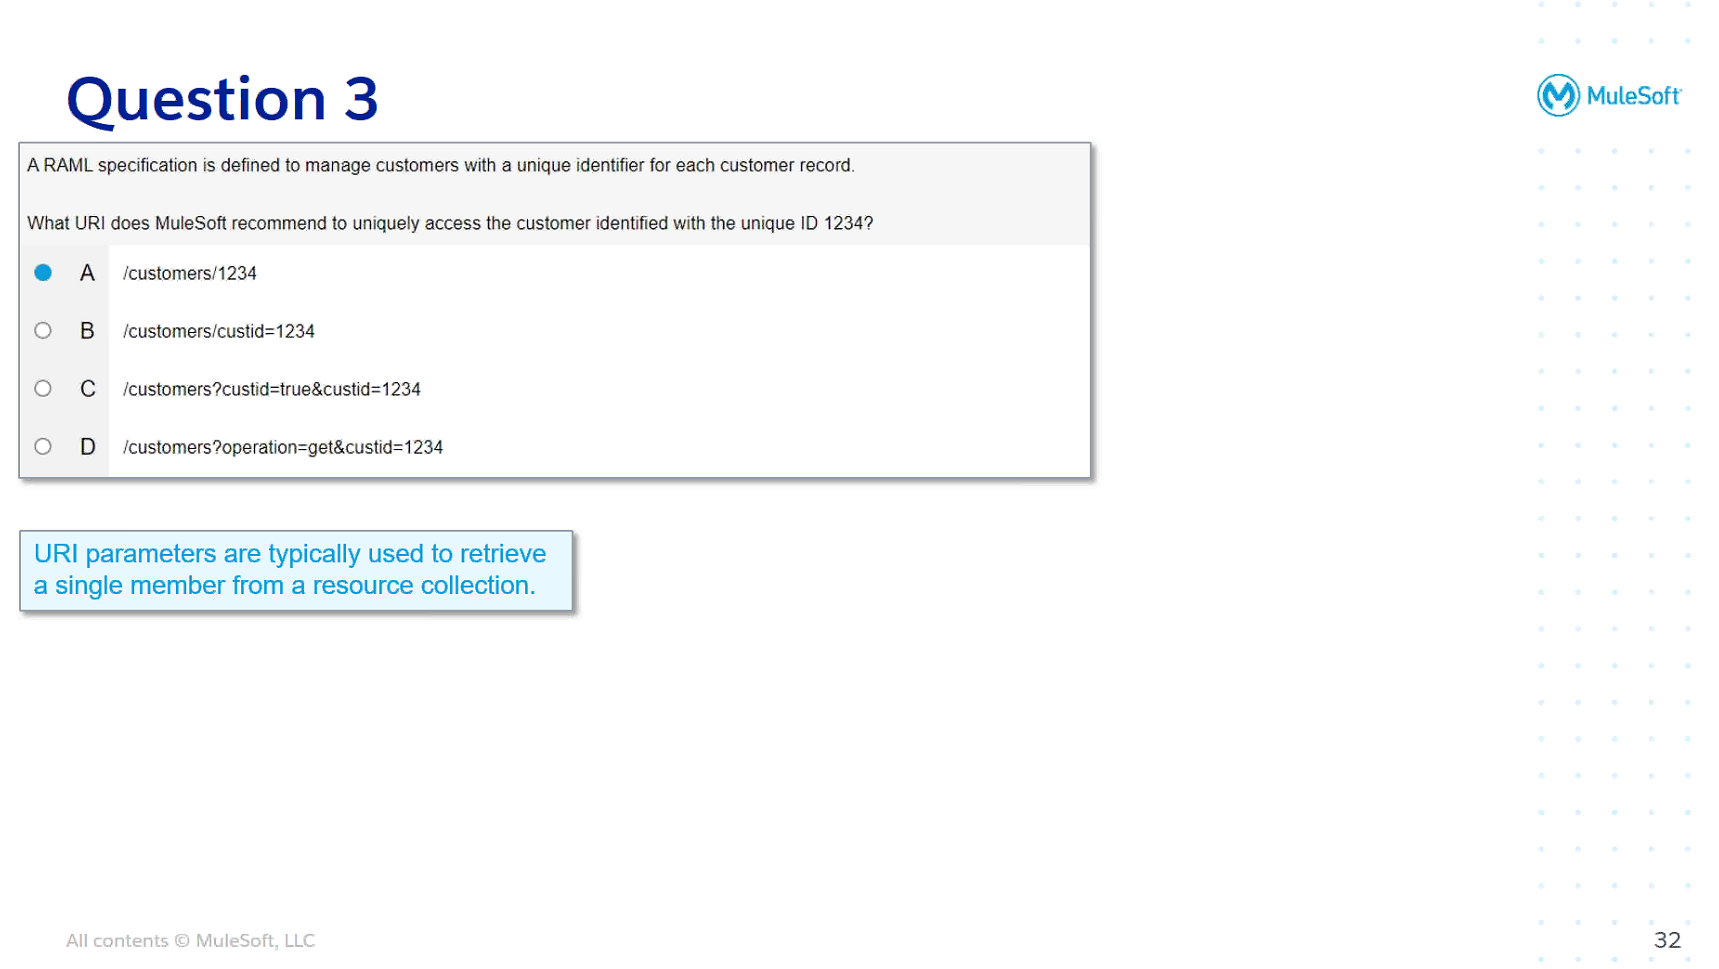 Question 3
MuleSoft
A RAML specification is defined to manage customers with a unique identifier for each customer record.
What URI does MuleSoft recommend to uniquely access the customer identified with the unique ID 1234?
A /customers/1234
B /customers/custid=1234
C /customers?custid=true&custid=1234
D /customers?operation=get&custid=1234
URI parameters are typically used to retrieve
a single member from a resource collection.
All contents © MuleSoft, LLC
32